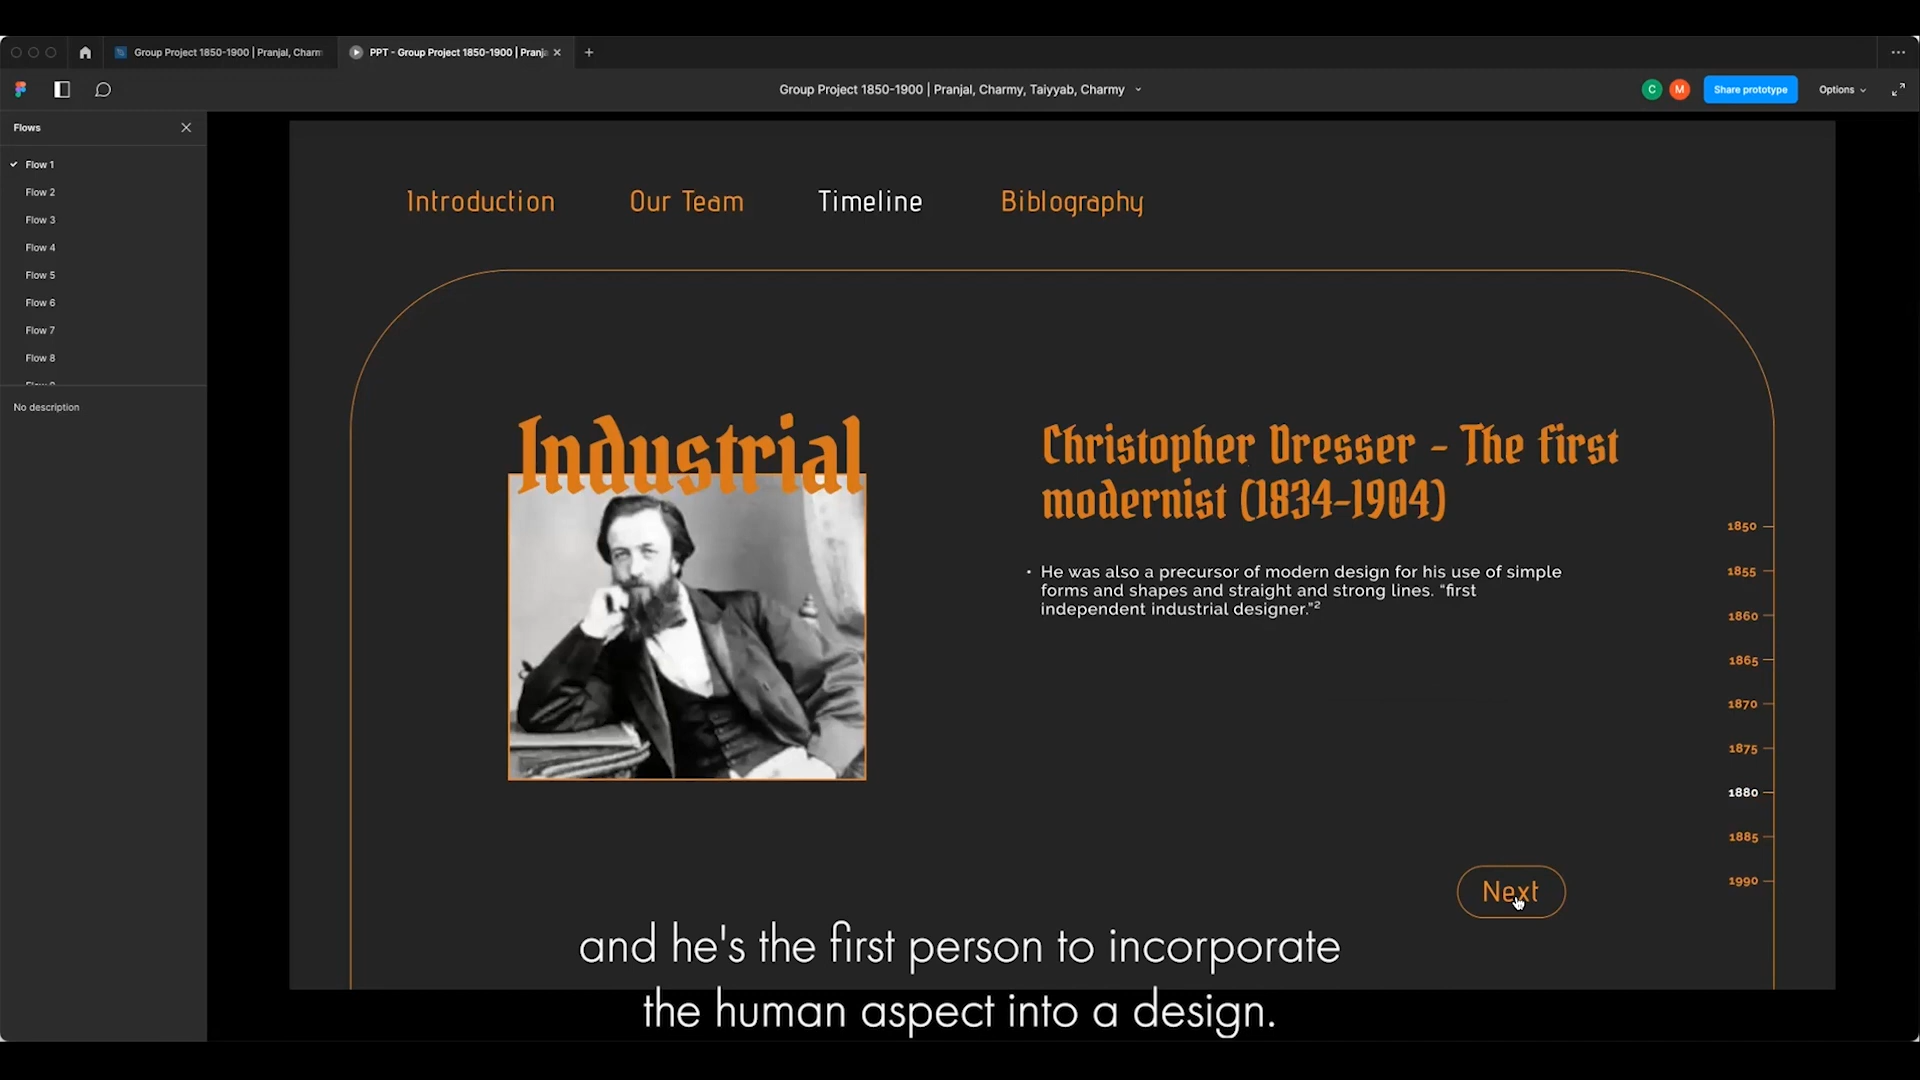 Group Project 1850-1900 | Pranjal, Charm
PPT - Group Project 1850-1900 | Pranja
Group Project 1850-1900 | Pranjal, Charmy, Taiyyab, Charmy
C
M
Share prototype
Options
Flows
Flow 1
Flow 2
Flow 3
Flow 4
Flow 5
Flow 6
Flow 7
Flow 8
No description
Introduction
Our Team
Timeline
Biblography
Industrial
Christopher Dresser - The first
modernist (1834-1904)
• He was also a precursor of modern design for his use of simple
forms and shapes and straight and strong lines. “first
independent industrial designer.”²
1850
1855
1860
1865
1870
1875
1880
1885
1990
Next
and he's the first person to incorporate
the human aspect into a design.